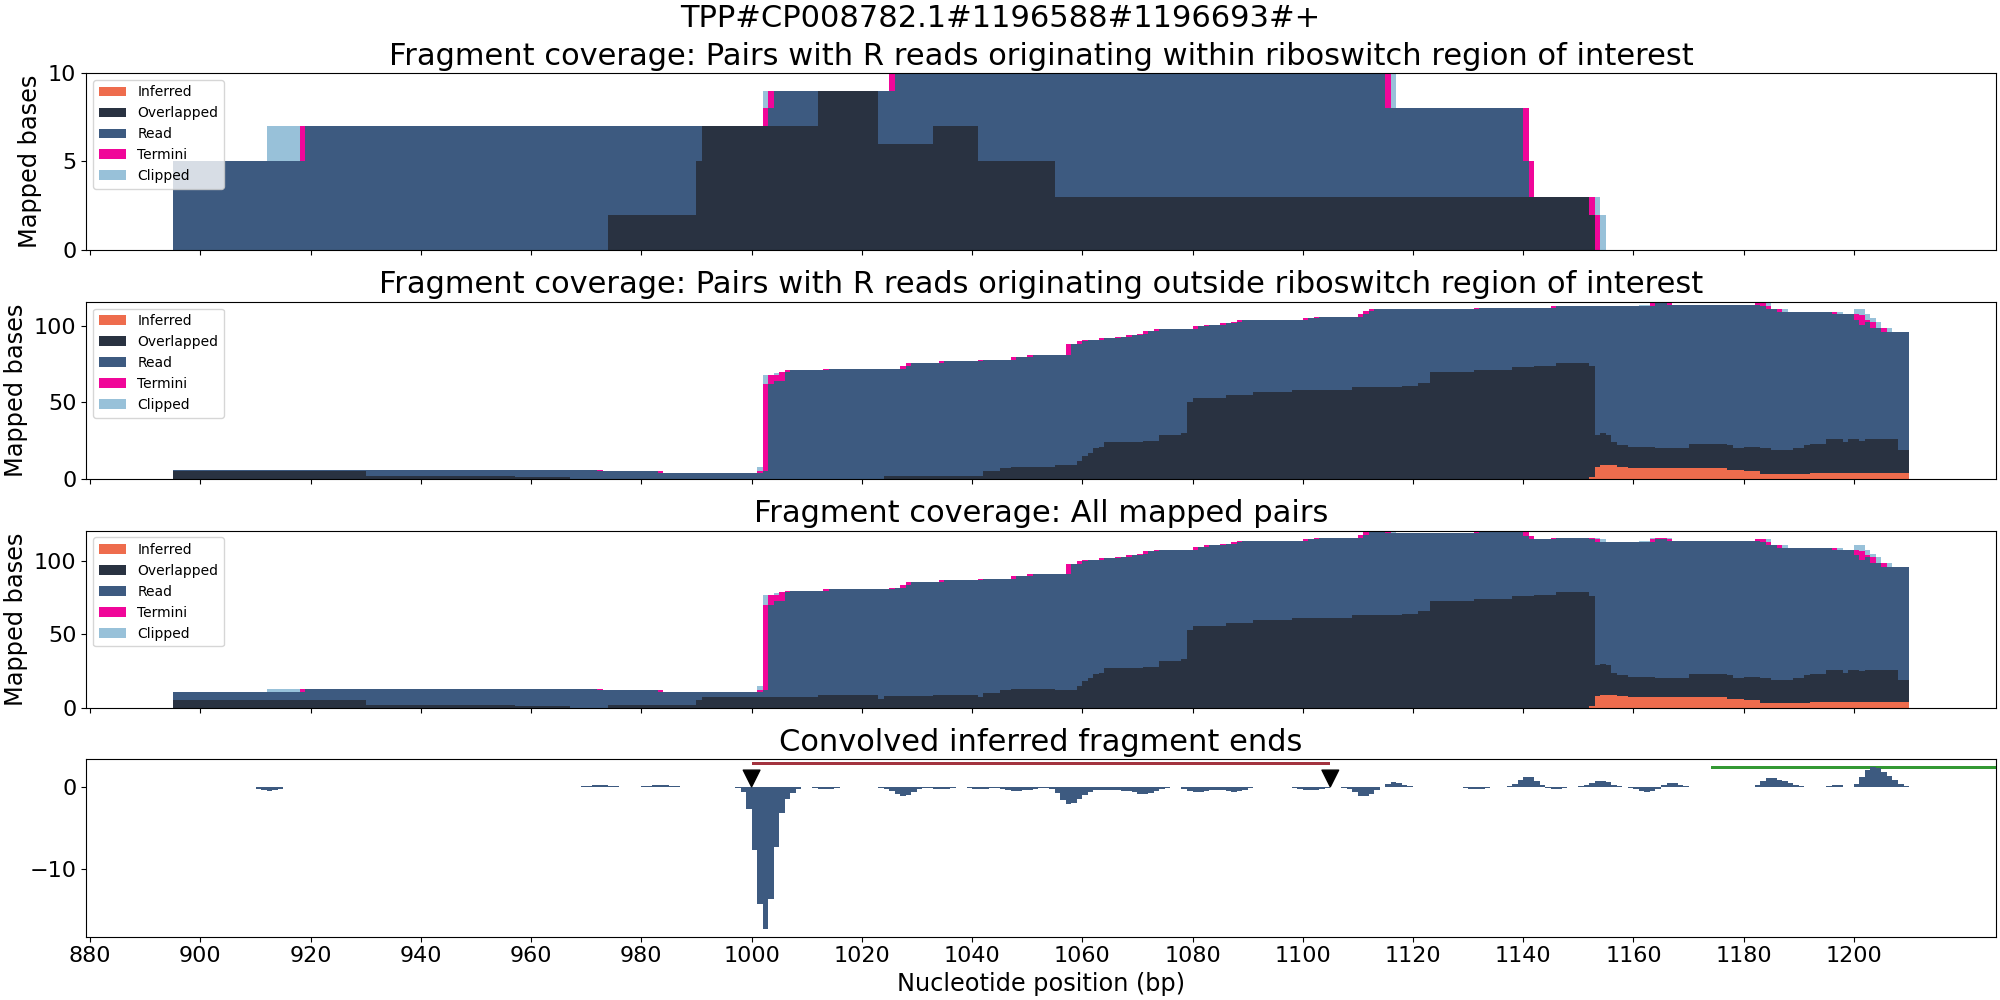 TPP#CP008782.1#1196588#1196693#+
Fragment coverage: Pairs with R reads originating within riboswitch region of interest
Mapped bases
10
5
0
Inferred
Overlapped
Read
Termini
Clipped
Fragment coverage: Pairs with R reads originating outside riboswitch region of interest
Mapped bases
100
50
0
Inferred
Overlapped
Read
Termini
Clipped
Fragment coverage: All mapped pairs
Mapped bases
100
50
0
Inferred
Overlapped
Read
Termini
Clipped
Convolved inferred fragment ends
0
−10
880 900 920 940 960 980 1000 1020 1040 1060 1080 1100 1120 1140 1160 1180 1200
Nucleotide position (bp)